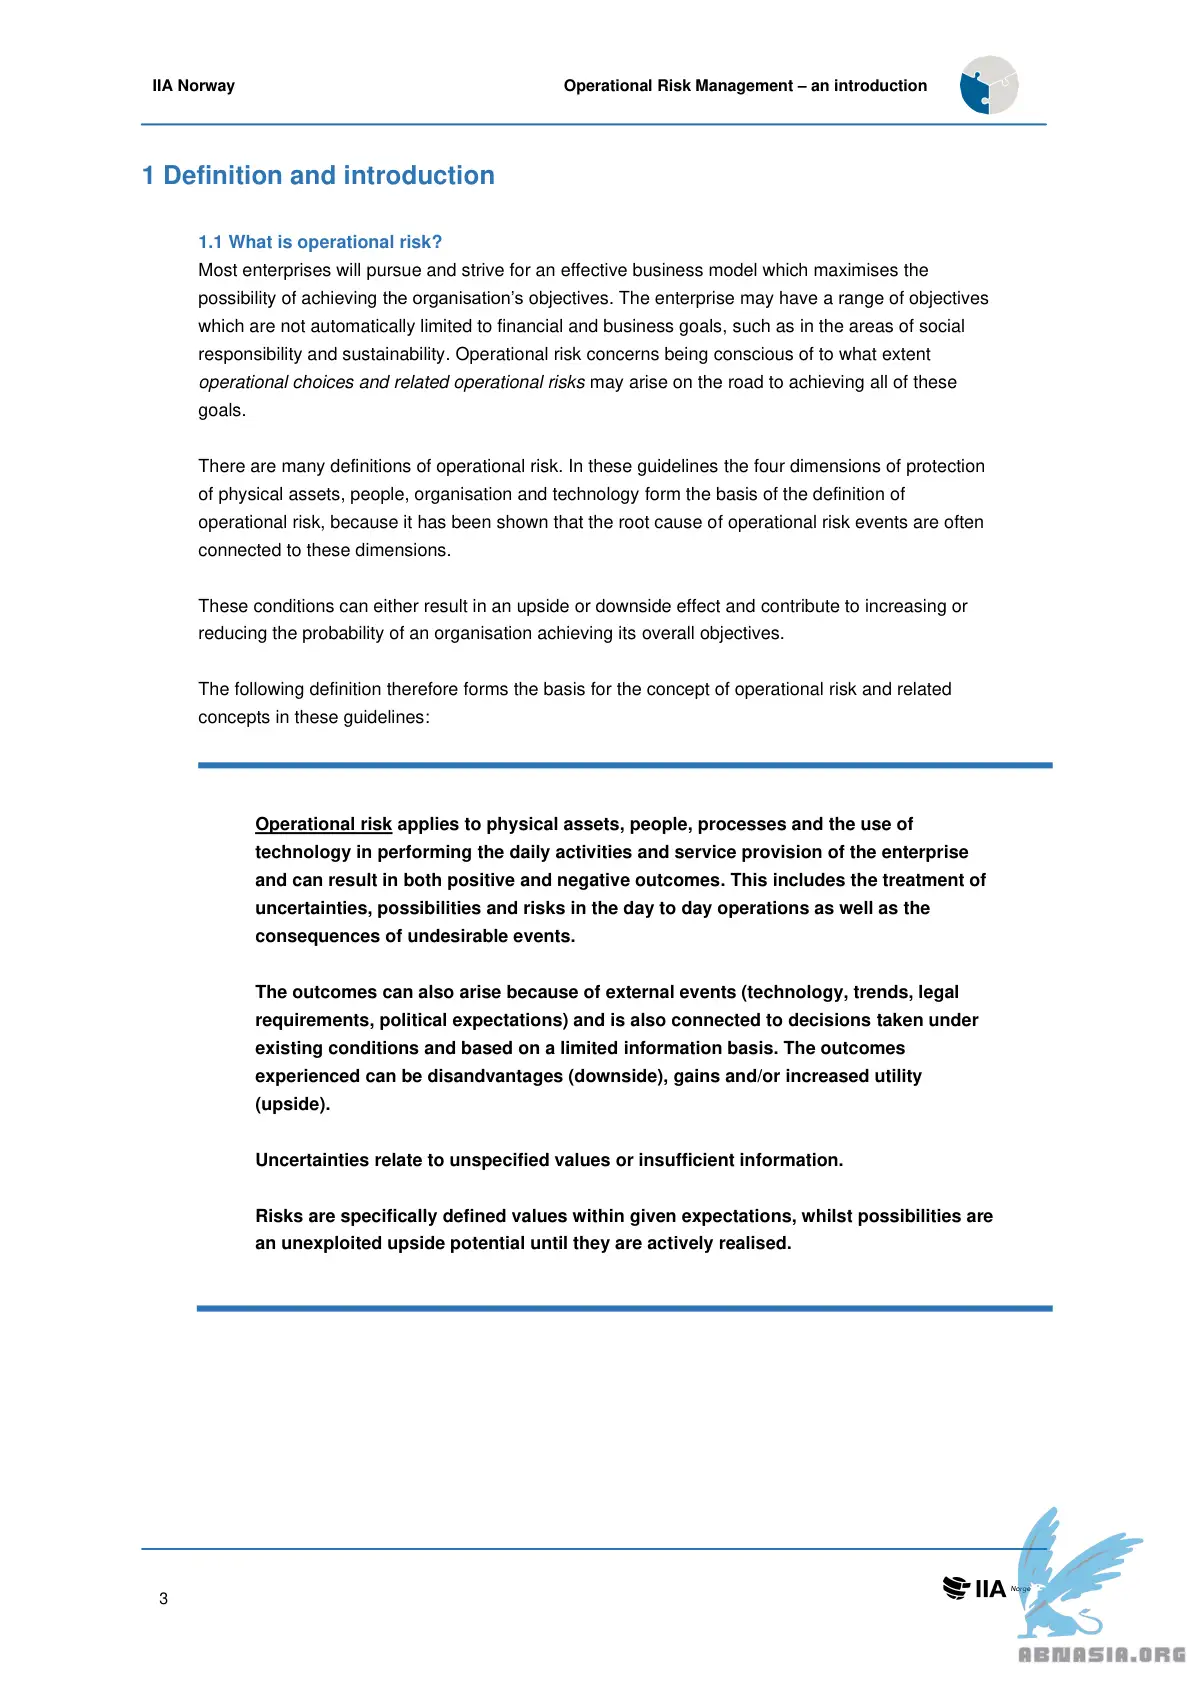 IIA Norway
Operational Risk Management – an introduction
1 Definition and introduction
1.1 What is operational risk?
Most enterprises will pursue and strive for an effective business model which maximises the
possibility of achieving the organisation’s objectives. The enterprise may have a range of objectives
which are not automatically limited to financial and business goals, such as in the areas of social
responsibility and sustainability. Operational risk concerns being conscious of to what extent
operational choices and related operational risks may arise on the road to achieving all of these
goals.
There are many definitions of operational risk. In these guidelines the four dimensions of protection
of physical assets, people, organisation and technology form the basis of the definition of
operational risk, because it has been shown that the root cause of operational risk events are often
connected to these dimensions.
These conditions can either result in an upside or downside effect and contribute to increasing or
reducing the probability of an organisation achieving its overall objectives.
The following definition therefore forms the basis for the concept of operational risk and related
concepts in these guidelines:
Operational risk applies to physical assets, people, processes and the use of
technology in performing the daily activities and service provision of the enterprise
and can result in both positive and negative outcomes. This includes the treatment of
uncertainties, possibilities and risks in the day to day operations as well as the
consequences of undesirable events.
The outcomes can also arise because of external events (technology, trends, legal
requirements, political expectations) and is also connected to decisions taken under
existing conditions and based on a limited information basis. The outcomes
experienced can be disandvantages (downside), gains and/or increased utility
(upside).
Uncertainties relate to unspecified values or insufficient information.
Risks are specifically defined values within given expectations, whilst possibilities are
an unexploited upside potential until they are actively realised.
3
IIA Norge
ABNASIA.ORG